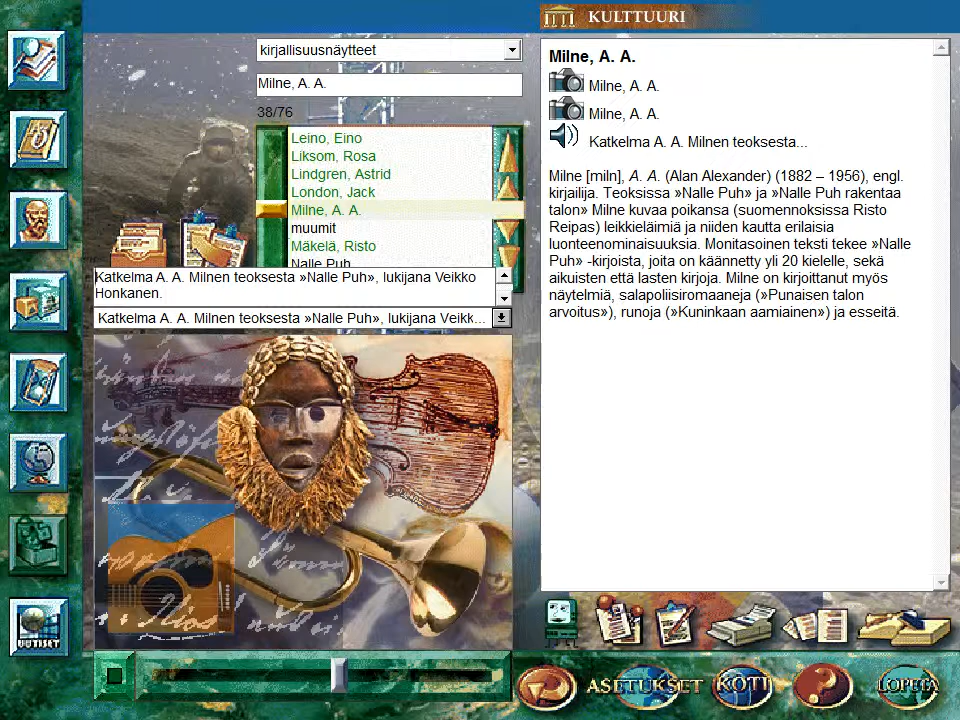 KULTTUURI
kirjallisuusnäytteet
Milne, A. A.
38/76
Leino, Eino
Liksom, Rosa
Lindgren, Astrid
London, Jack
Milne, A. A.
muumit
Mäkelä, Risto
Nalle Puh
Katkelma A. A. Milnen teoksesta »Nalle Puh», lukijana Veikko
Honkanen.
Katkelma A. A. Milnen teoksesta »Nalle Puh», lukijana Veikk...
Milne, A. A.
Milne, A. A.
Milne, A. A.
Katkelma A. A. Milnen teoksesta...
Milne [miln], A. A. (Alan Alexander) (1882 – 1956), engl.
kirjailija. Teoksissa »Nalle Puh» ja »Nalle Puh rakentaa
talon» Milne kuvaa poikansa (suomennoksissa Risto
Reipas) leikkieläimiä ja niiden kautta erilaisia
luonteenominaisuuksia. Monitasoinen teksti tekee »Nalle
Puh» -kirjoista, joita on käännetty yli 20 kielelle, sekä
aikuisten että lasten kirjoja. Milne on kirjoittanut myös
näytelmiä, salapoliisiromaaneja (»Punaisen talon
arvoitus»), runoja (»Kuninkaan aamiainen») ja esseitä.
UUTISET
ASETUKSET
KOTI
?
LOPETA